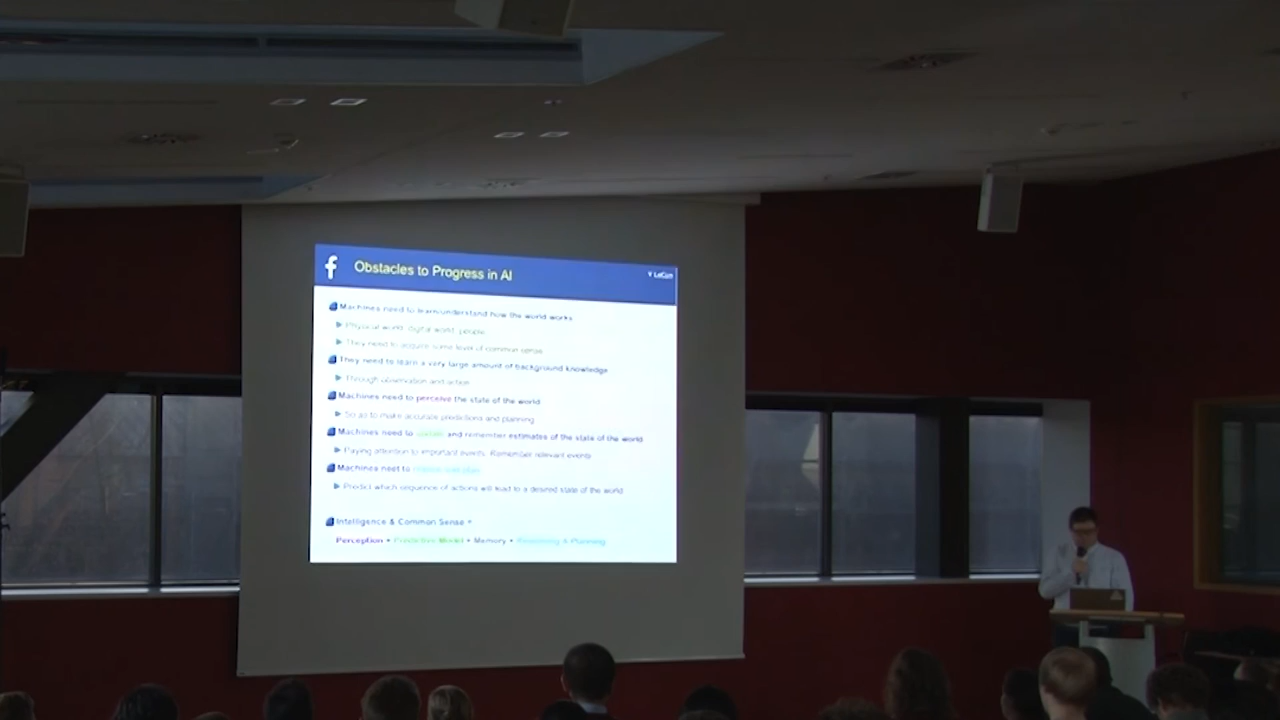 f
Obstacles to Progress in AI
Y LeCun
Machines need to learn/understand how the world works
Physical world, digital world, people,
They need to acquire some level of common sense
They need to learn a very large amount of background knowledge
Through observation and action
Machines need to perceive the state of the world
So as to make accurate predictions and planning
Machines need to update and remember estimates of the state of the world
Paying attention to important events. Remember relevant events
Machines neet to reason and plan
Predict which sequence of actions will lead to a desired state of the world
Intelligence & Common Sense =
Perception + Predictive Model + Memory + Reasoning & Planning